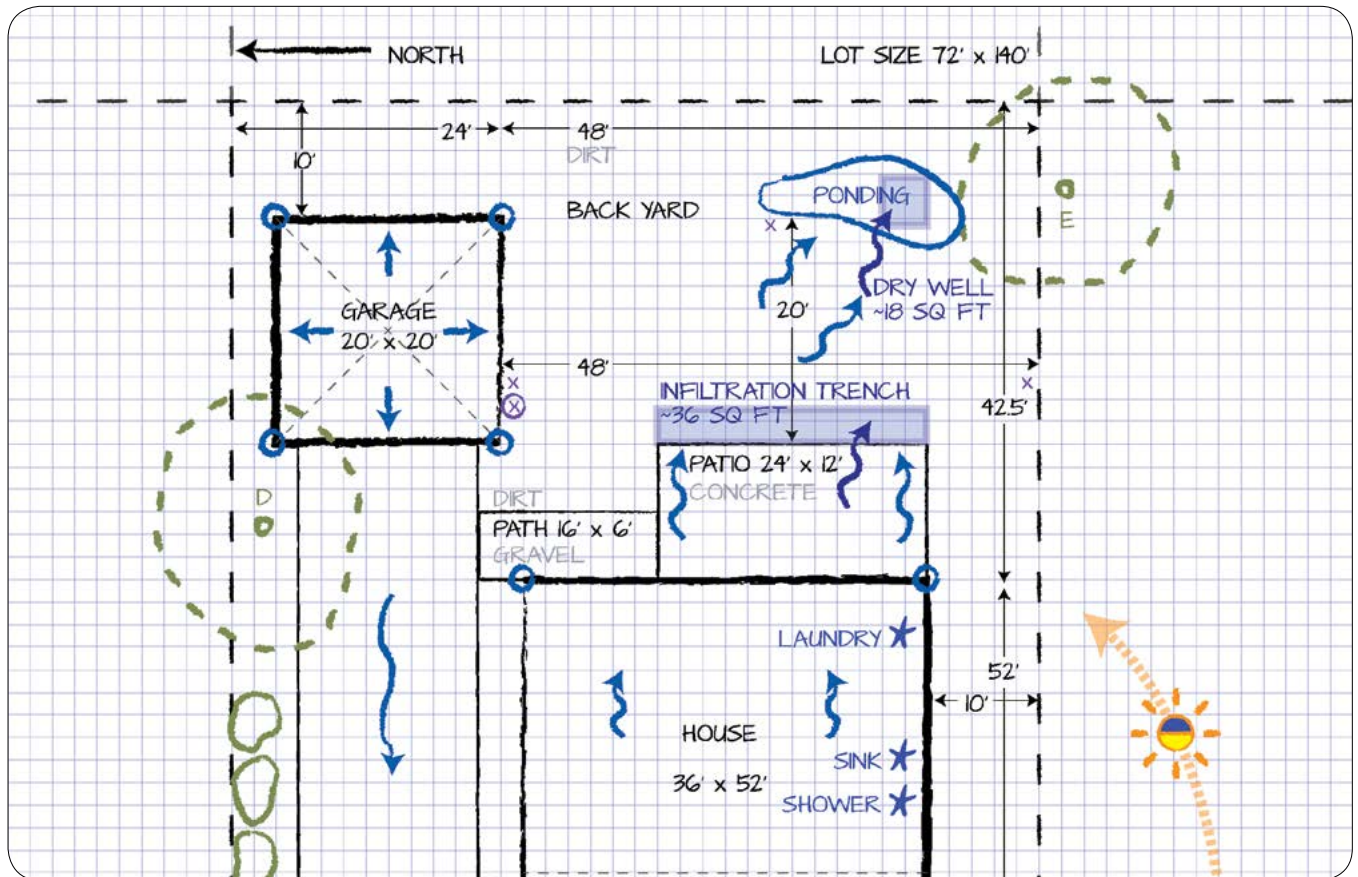 NORTH
LOT SIZE 72' x 140'
24'
48'
DIRT
10'
PONDING
BACK YARD
E
DRY WELL
~18 SQ FT
GARAGE
20' x 20'
20'
48'
x
x
x
x
INFILTRATION TRENCH
~36 SQ FT
42.5'
PATIO 24' x 12'
CONCRETE
D
DIRT
PATH 16' x 6'
GRAVEL
LAUNDRY
52'
10'
HOUSE
36' x 52'
SINK
SHOWER